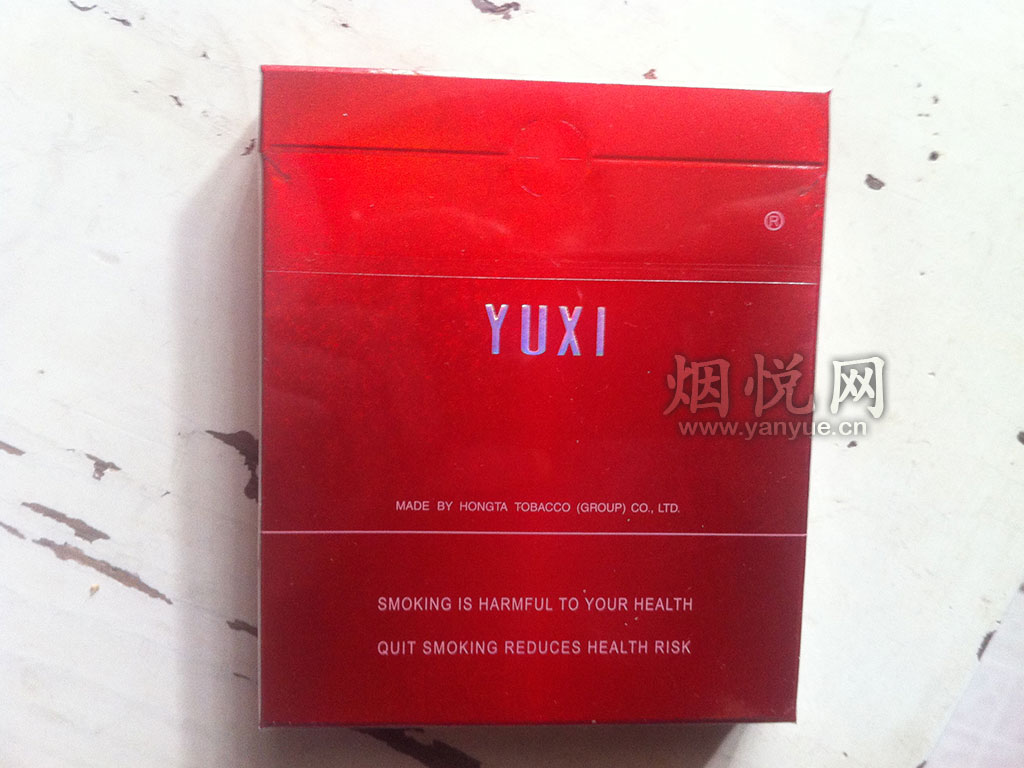 ®
YUXI
烟悦网
www.yanyue.cn
MADE BY HONGTA TOBACCO (GROUP) CO., LTD.
SMOKING IS HARMFUL TO YOUR HEALTH
QUIT SMOKING REDUCES HEALTH RISK